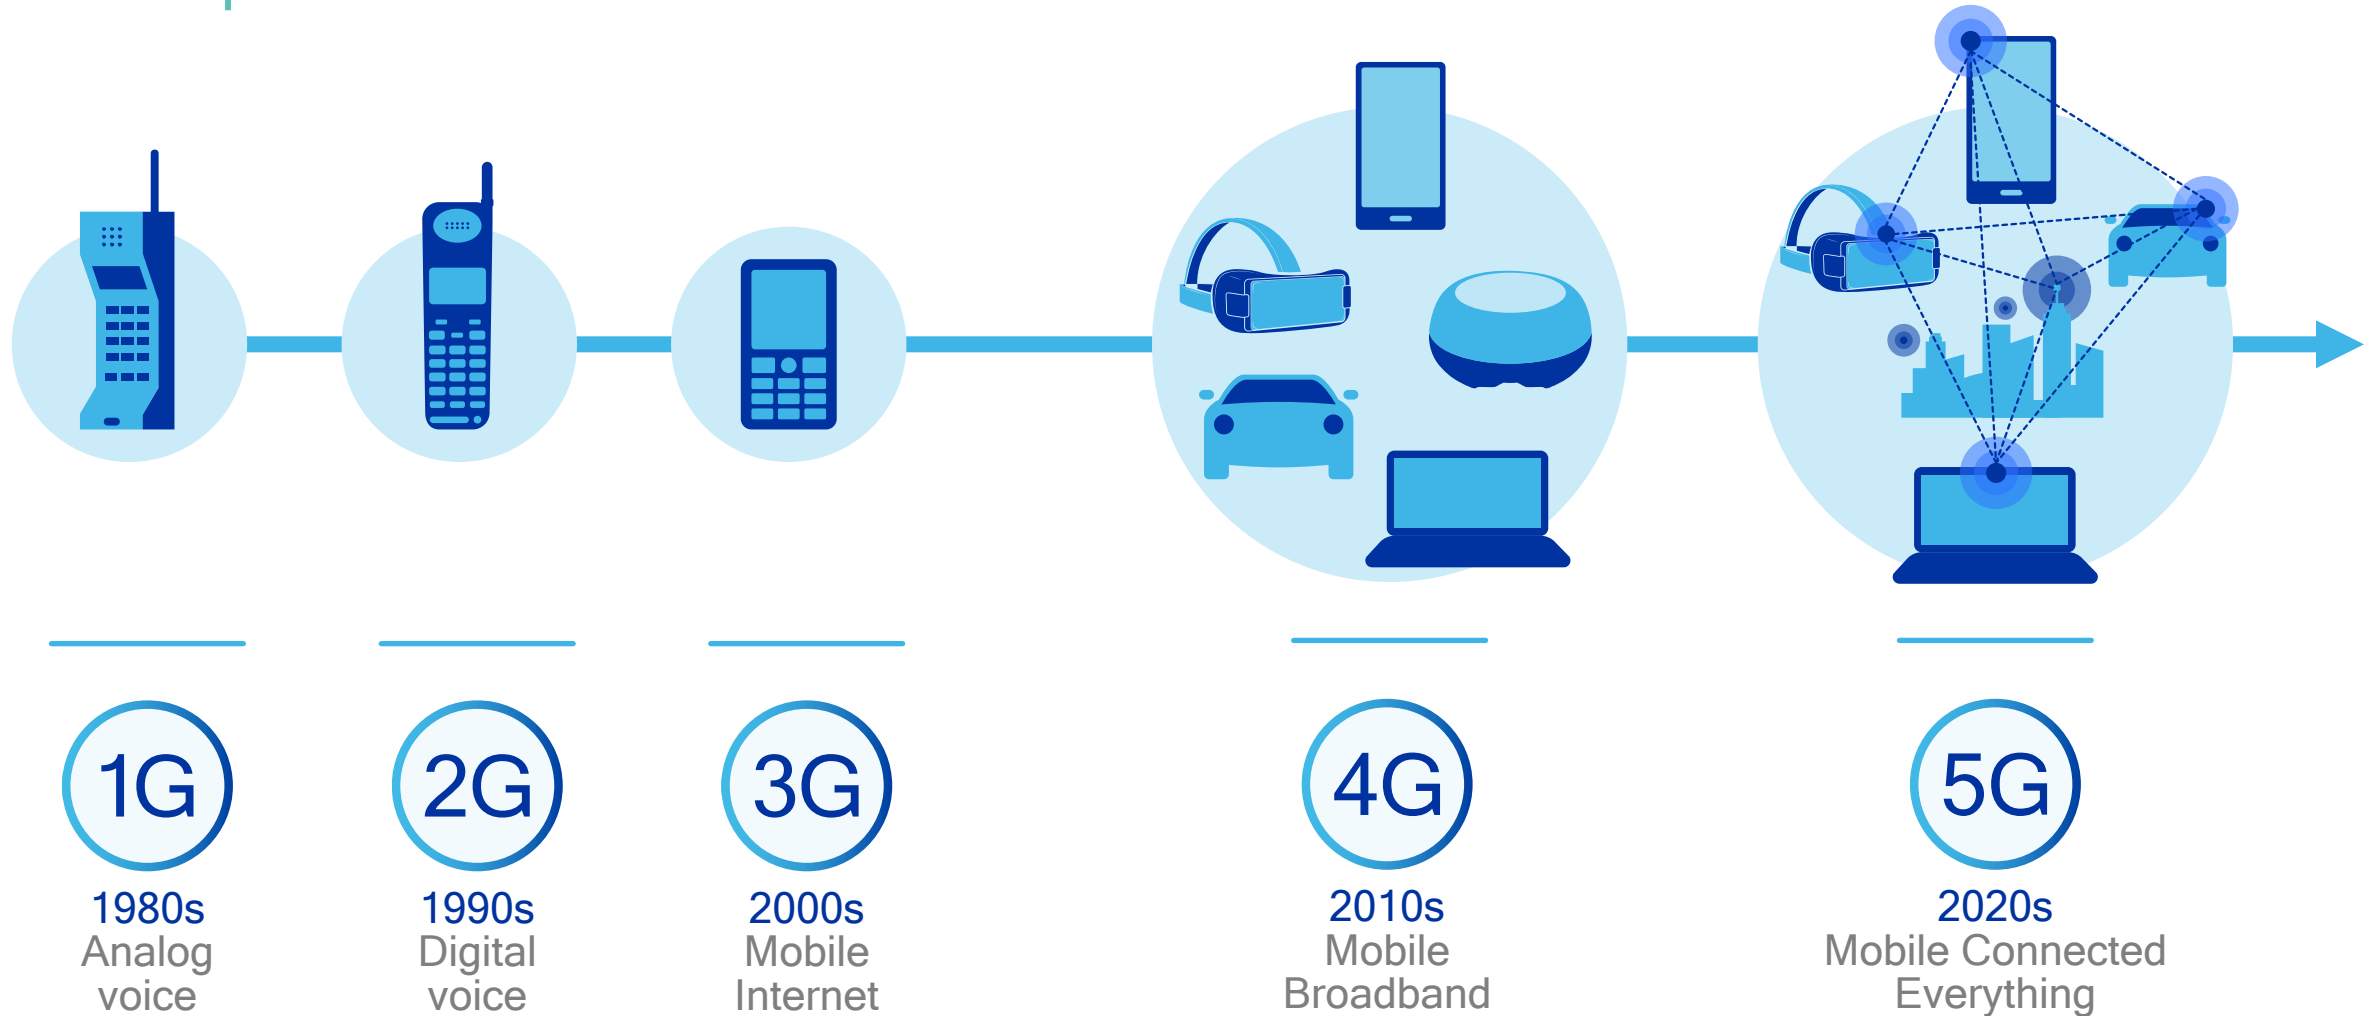 1G
1980s
Analog
voice
2G
1990s
Digital
voice
3G
2000s
Mobile
Internet
4G
2010s
Mobile
Broadband
5G
2020s
Mobile Connected
Everything